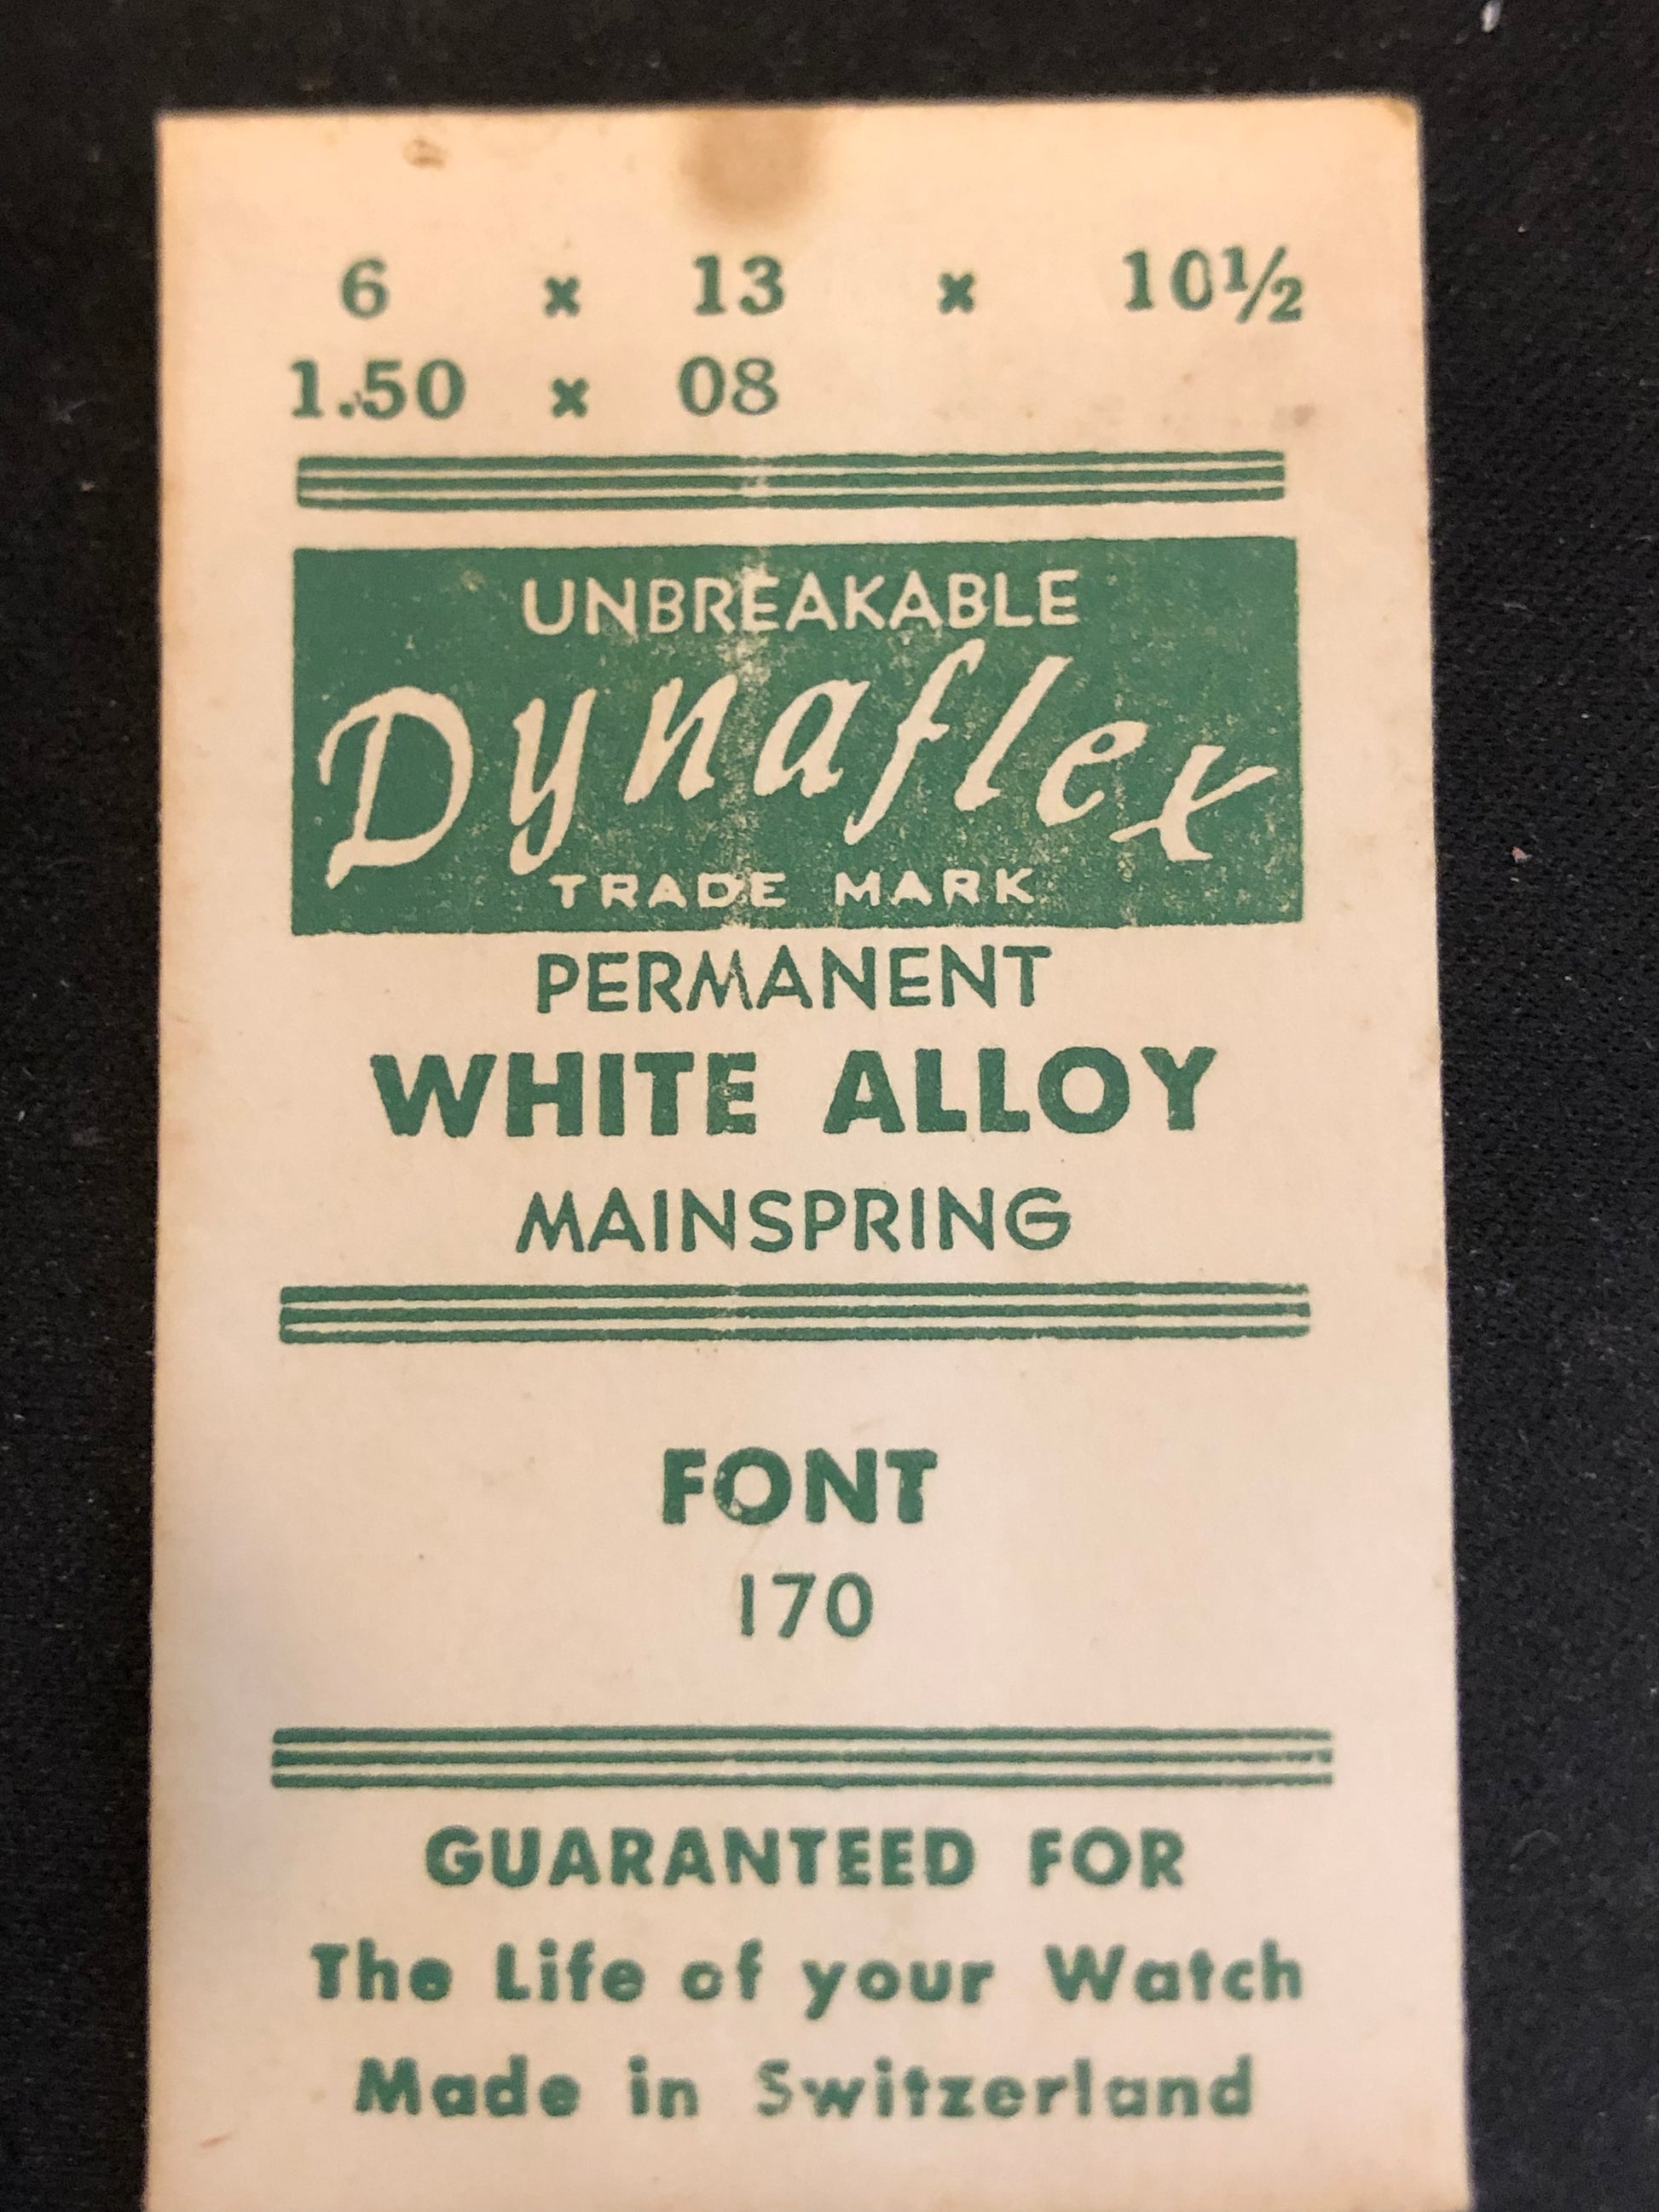 6 x 13 x 10½
1.50 x 08
UNBREAKABLE
Dynaflex
TRADE MARK
PERMANENT
WHITE ALLOY
MAINSPRING
FONT
170
GUARANTEED FOR
The Life of your Watch
Made in Switzerland